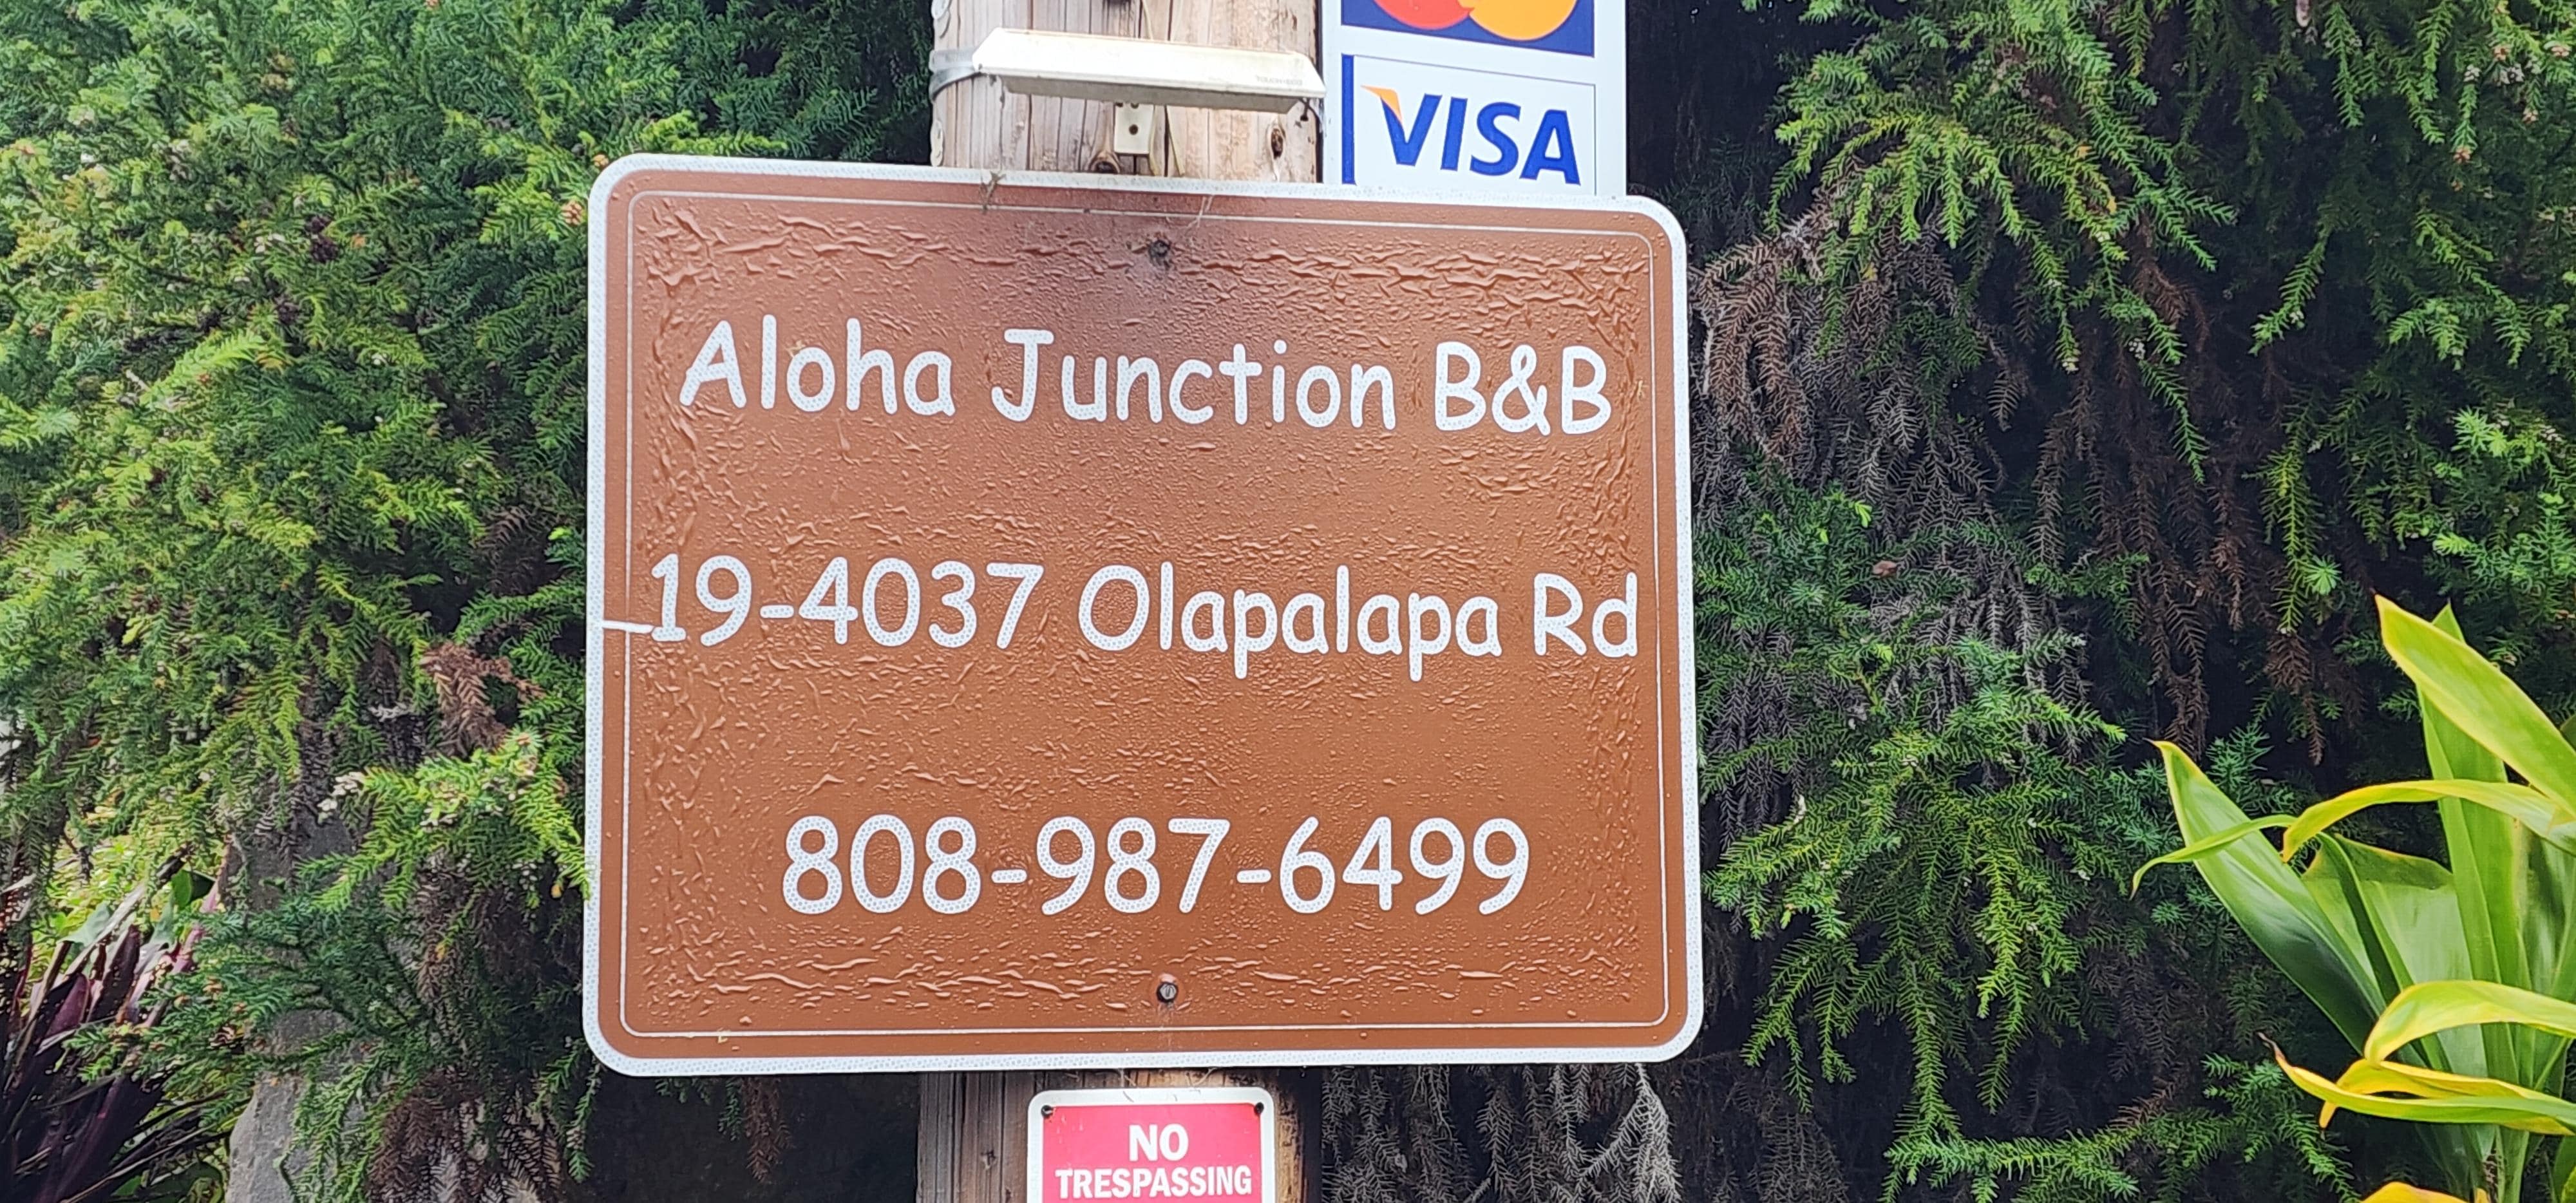 VISA
Aloha Junction B&B
19-4037 Olapalapa Rd
808-987-6499
NO
TRESPASSING